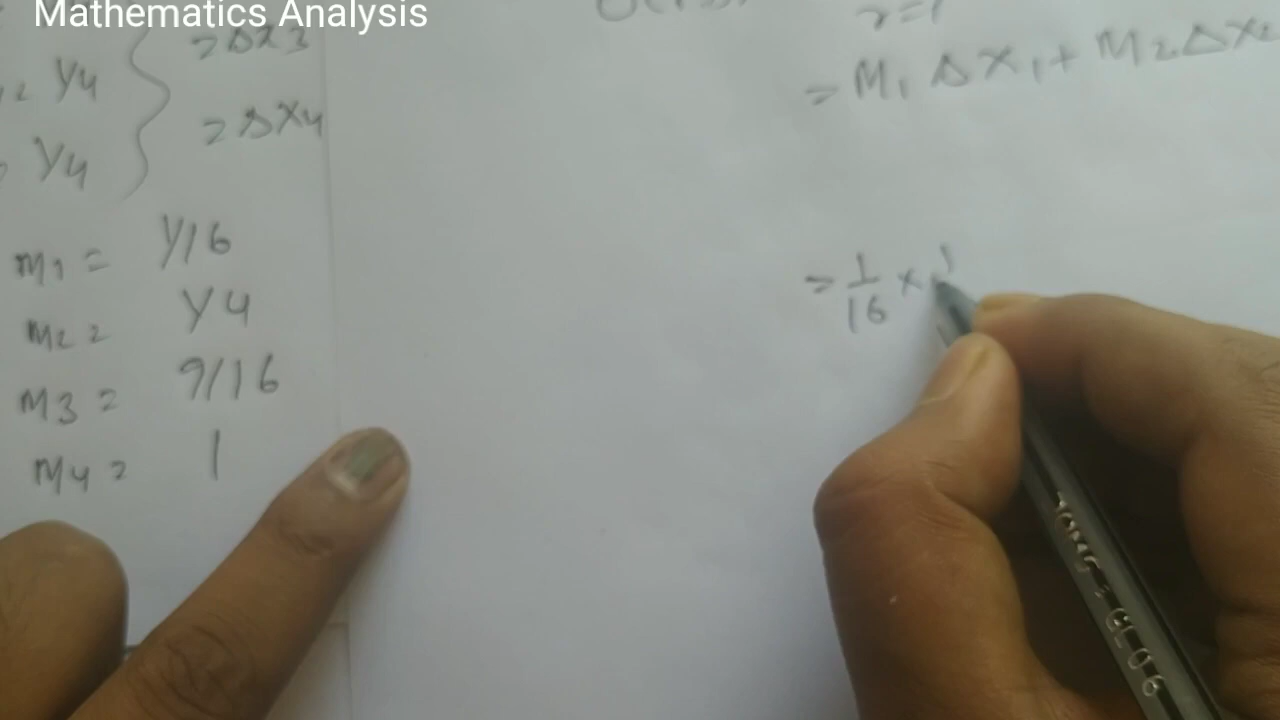 Mathematics Analysis
= Δx3
y4
= Δx4
y4
M1 = 1/16
M2 = 1/4
M3 = 9/16
M4 = 1
r=1
= M1 Δx1 + M2 Δx2
= 1/16 ×